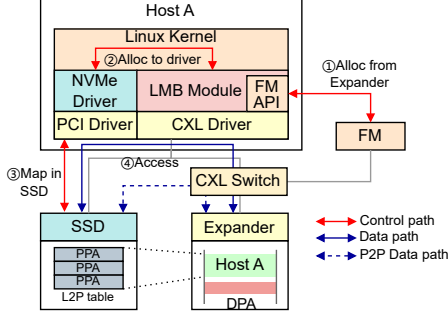 Host A
Linux Kernel
②Alloc to driver
NVMe
Driver
LMB Module
FM
API
PCI Driver
CXL Driver
①Alloc from
Expander
FM
③Map in
SSD
④Access
CXL Switch
SSD
Expander
PPA
PPA
PPA
L2P table
Host A
DPA
Control path
Data path
P2P Data path